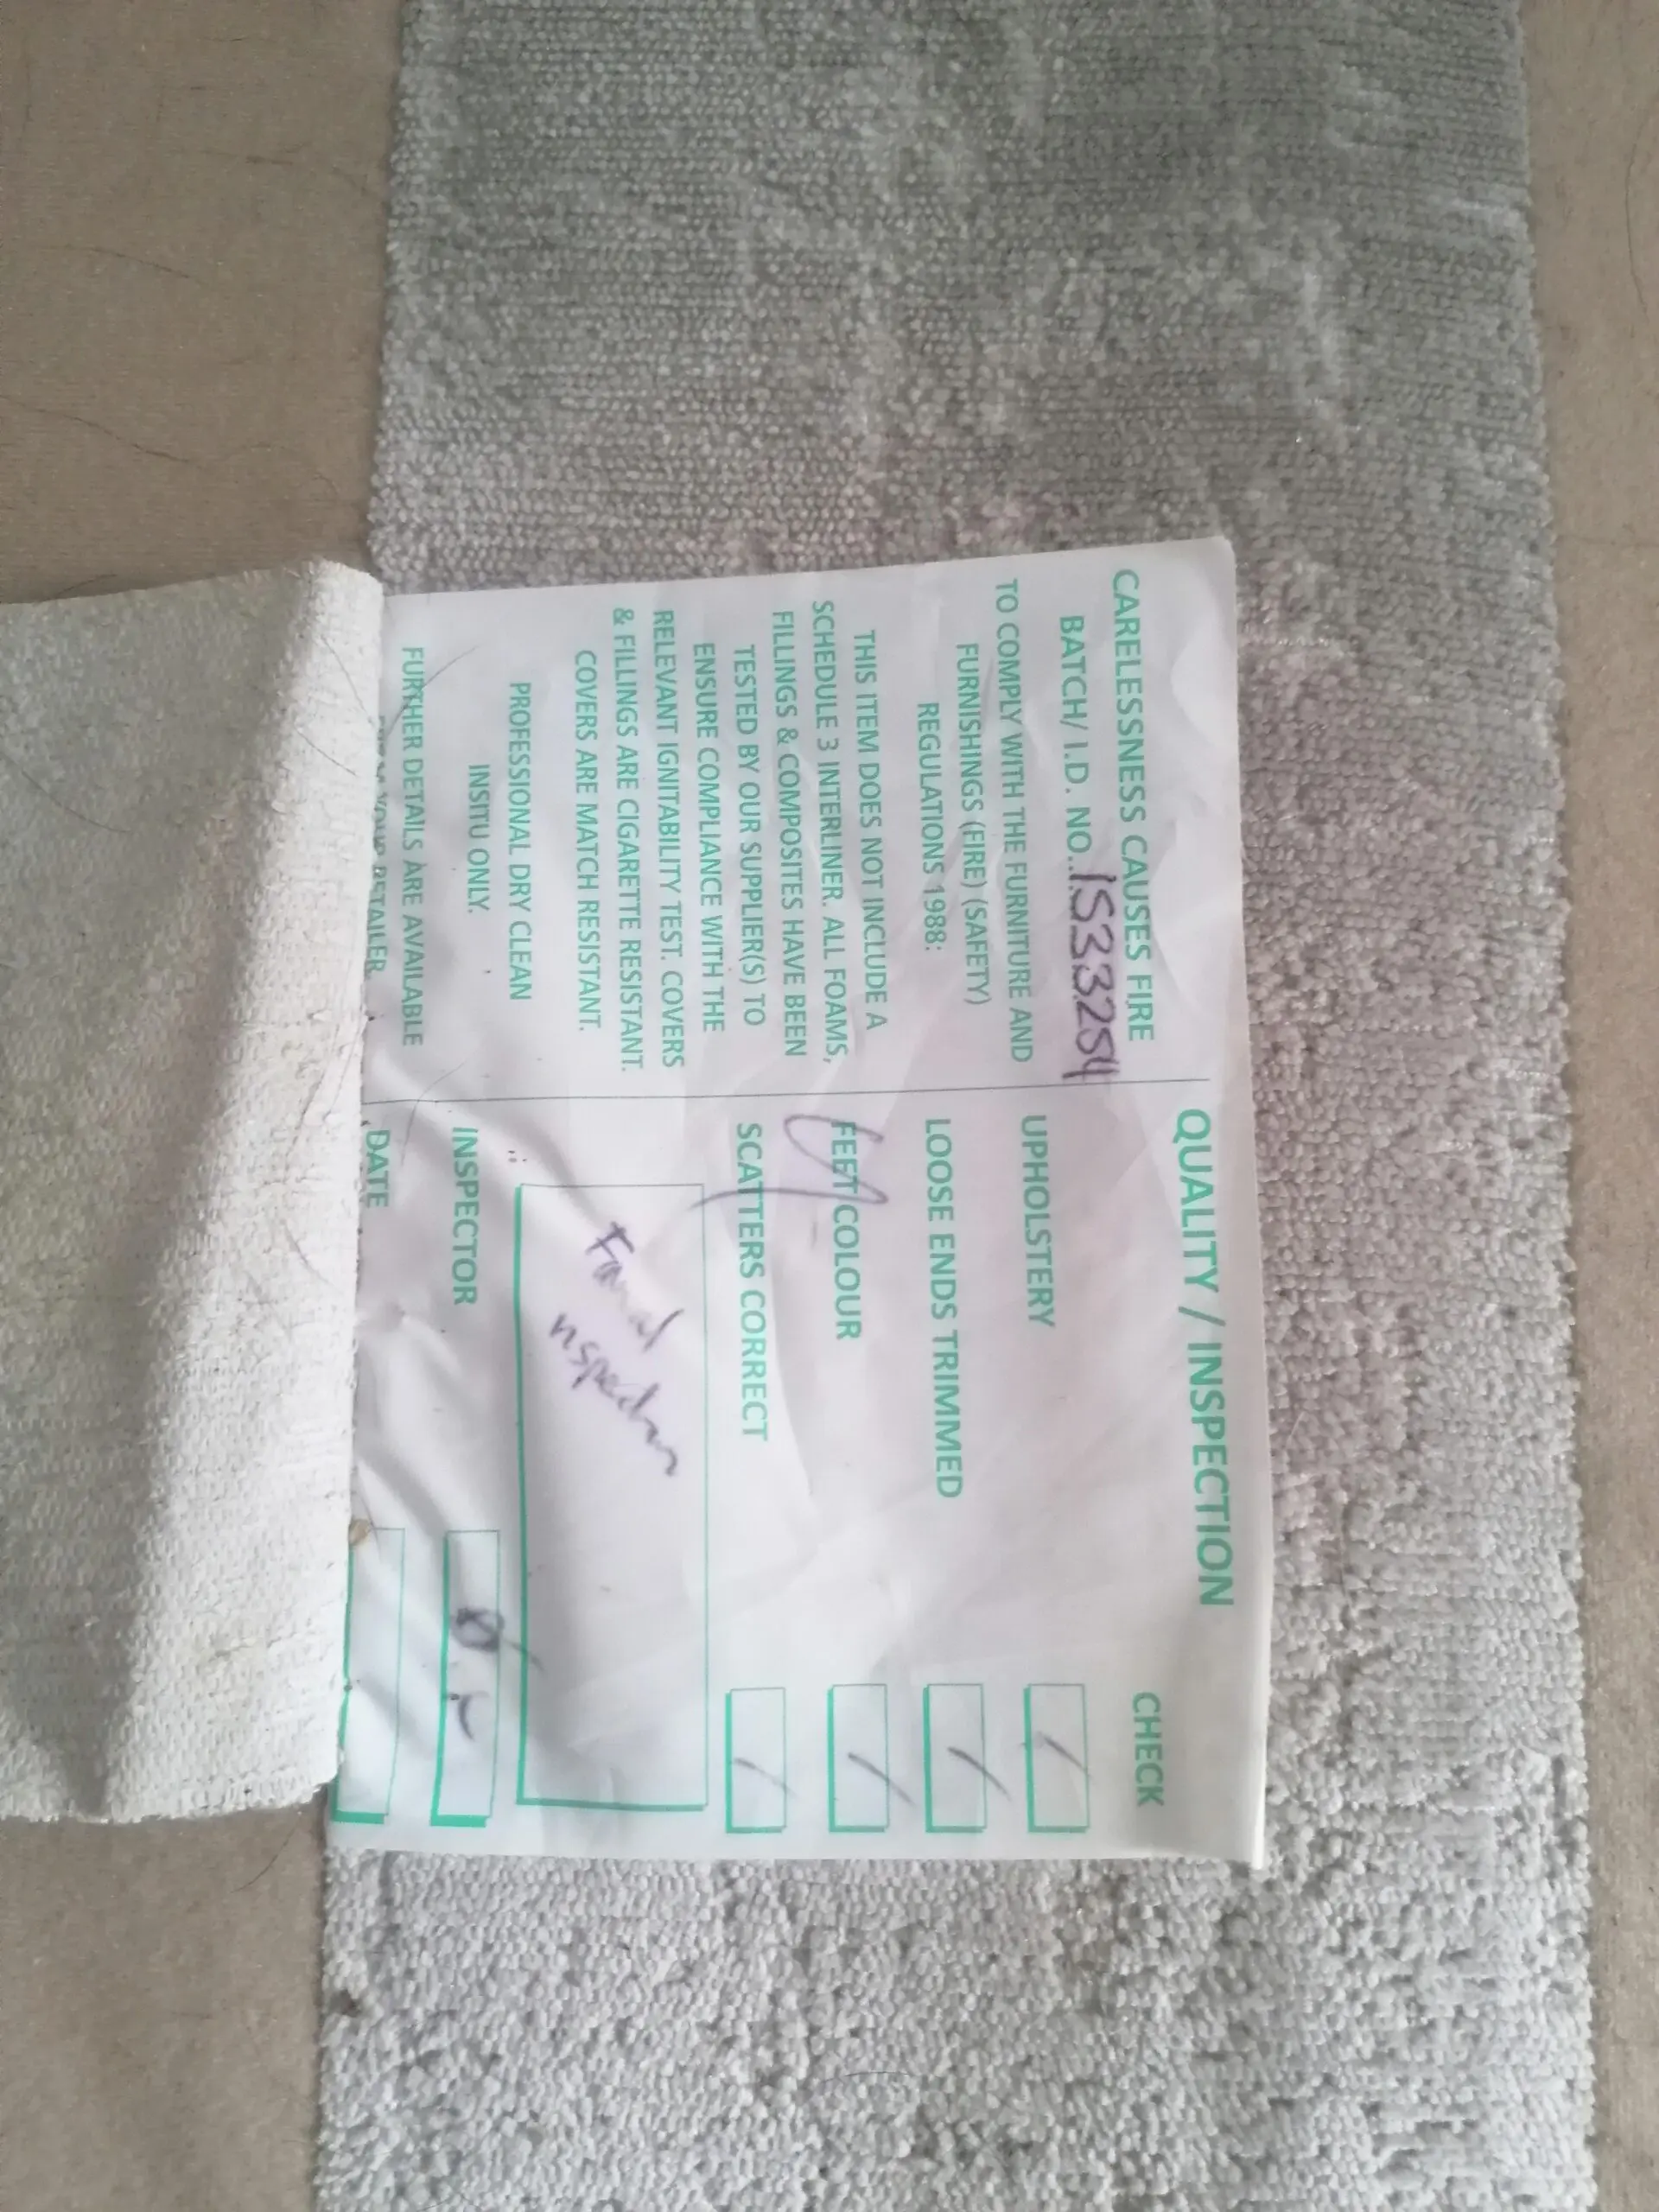 CARELESSNESS CAUSES FIRE
BATCH/ I.D. NO..1533254
TO COMPLY WITH THE FURNITURE AND
FURNISHINGS (FIRE) (SAFETY)
REGULATIONS 1988:
THIS ITEM DOES NOT INCLUDE A
SCHEDULE 3 INTERLINER. ALL FOAMS,
FILLINGS & COMPOSITES HAVE BEEN
TESTED BY OUR SUPPLIER(S) TO
ENSURE COMPLIANCE WITH THE
RELEVANT IGNITABILITY TEST. COVERS
& FILLINGS ARE CIGARETTE RESISTANT.
COVERS ARE MATCH RESISTANT.
PROFESSIONAL DRY CLEAN
INSITU ONLY.
FURTHER DETAILS ARE AVAILABLE
YOUR RETAILER
QUALITY / INSPECTION
CHECK
UPHOLSTERY
LOOSE ENDS TRIMMED
FEET/COLOUR
SCATTERS CORRECT
INSPECTOR
DATE